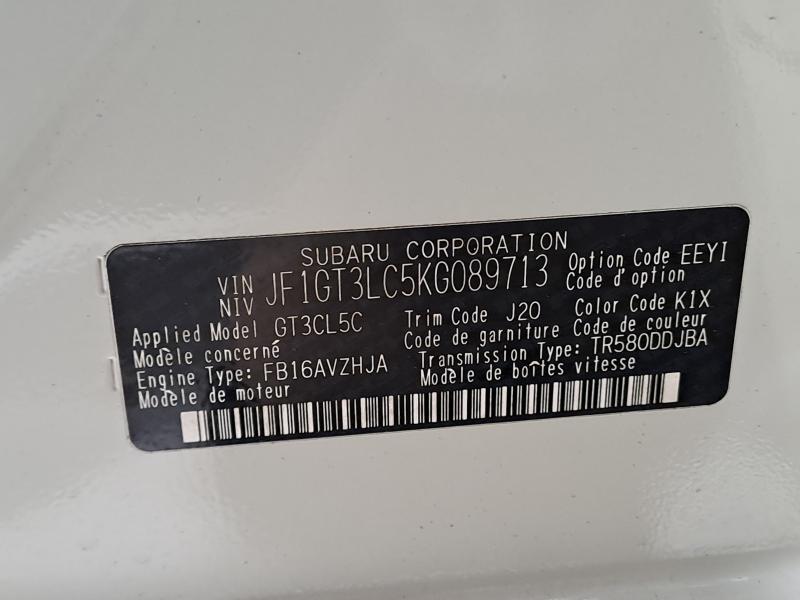 SUBARU CORPORATION
VIN
NIV
JF1GT3LC5KG089713
Option Code EEYI
Code d'option
Applied Model GT3CL5C
Modèle concerné
Trim Code J20
Code de garniture
Color Code K1X
Code de couleur
Engine Type: FB16AVZHJA
Modèle de moteur
Transmission Type: TR580DDJBA
Modèle de boîtes vitesse